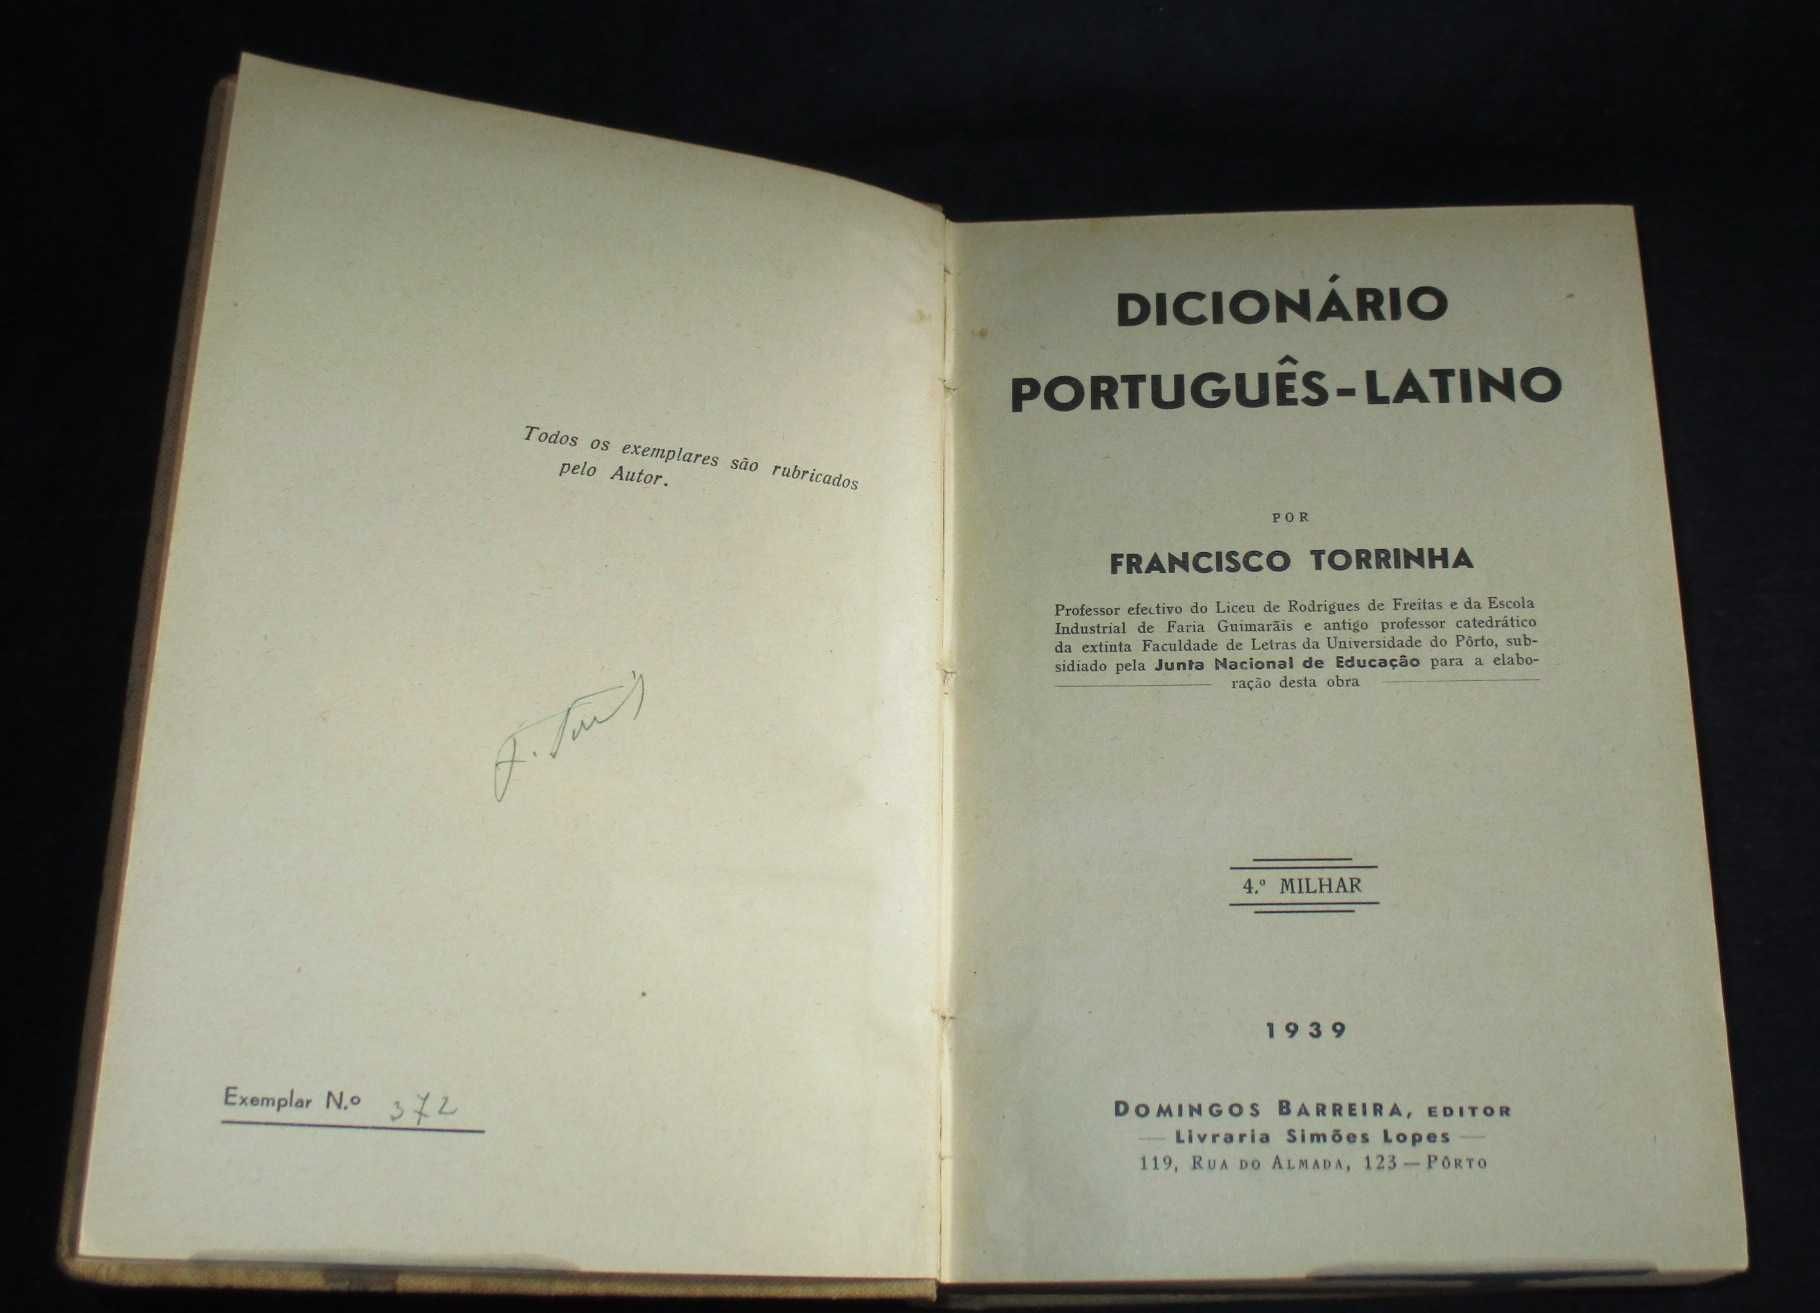 Todos os exemplares são rubricados
pelo Autor.
Exemplar N.º 372
DICIONÁRIO
PORTUGUÊS-LATINO
POR
FRANCISCO TORRINHA
Professor efectivo do Liceu de Rodrigues de Freitas e da Escola
Industrial de Faria Guimarãis e antigo professor catedrático
da extinta Faculdade de Letras da Universidade do Pôrto, sub-
sidiado pela Junta Nacional de Educação para a elabo-
ração desta obra
4.º MILHAR
1939
DOMINGOS BARREIRA, EDITOR
Livraria Simões Lopes
119, RUA DO ALMADA, 123 — PÔRTO